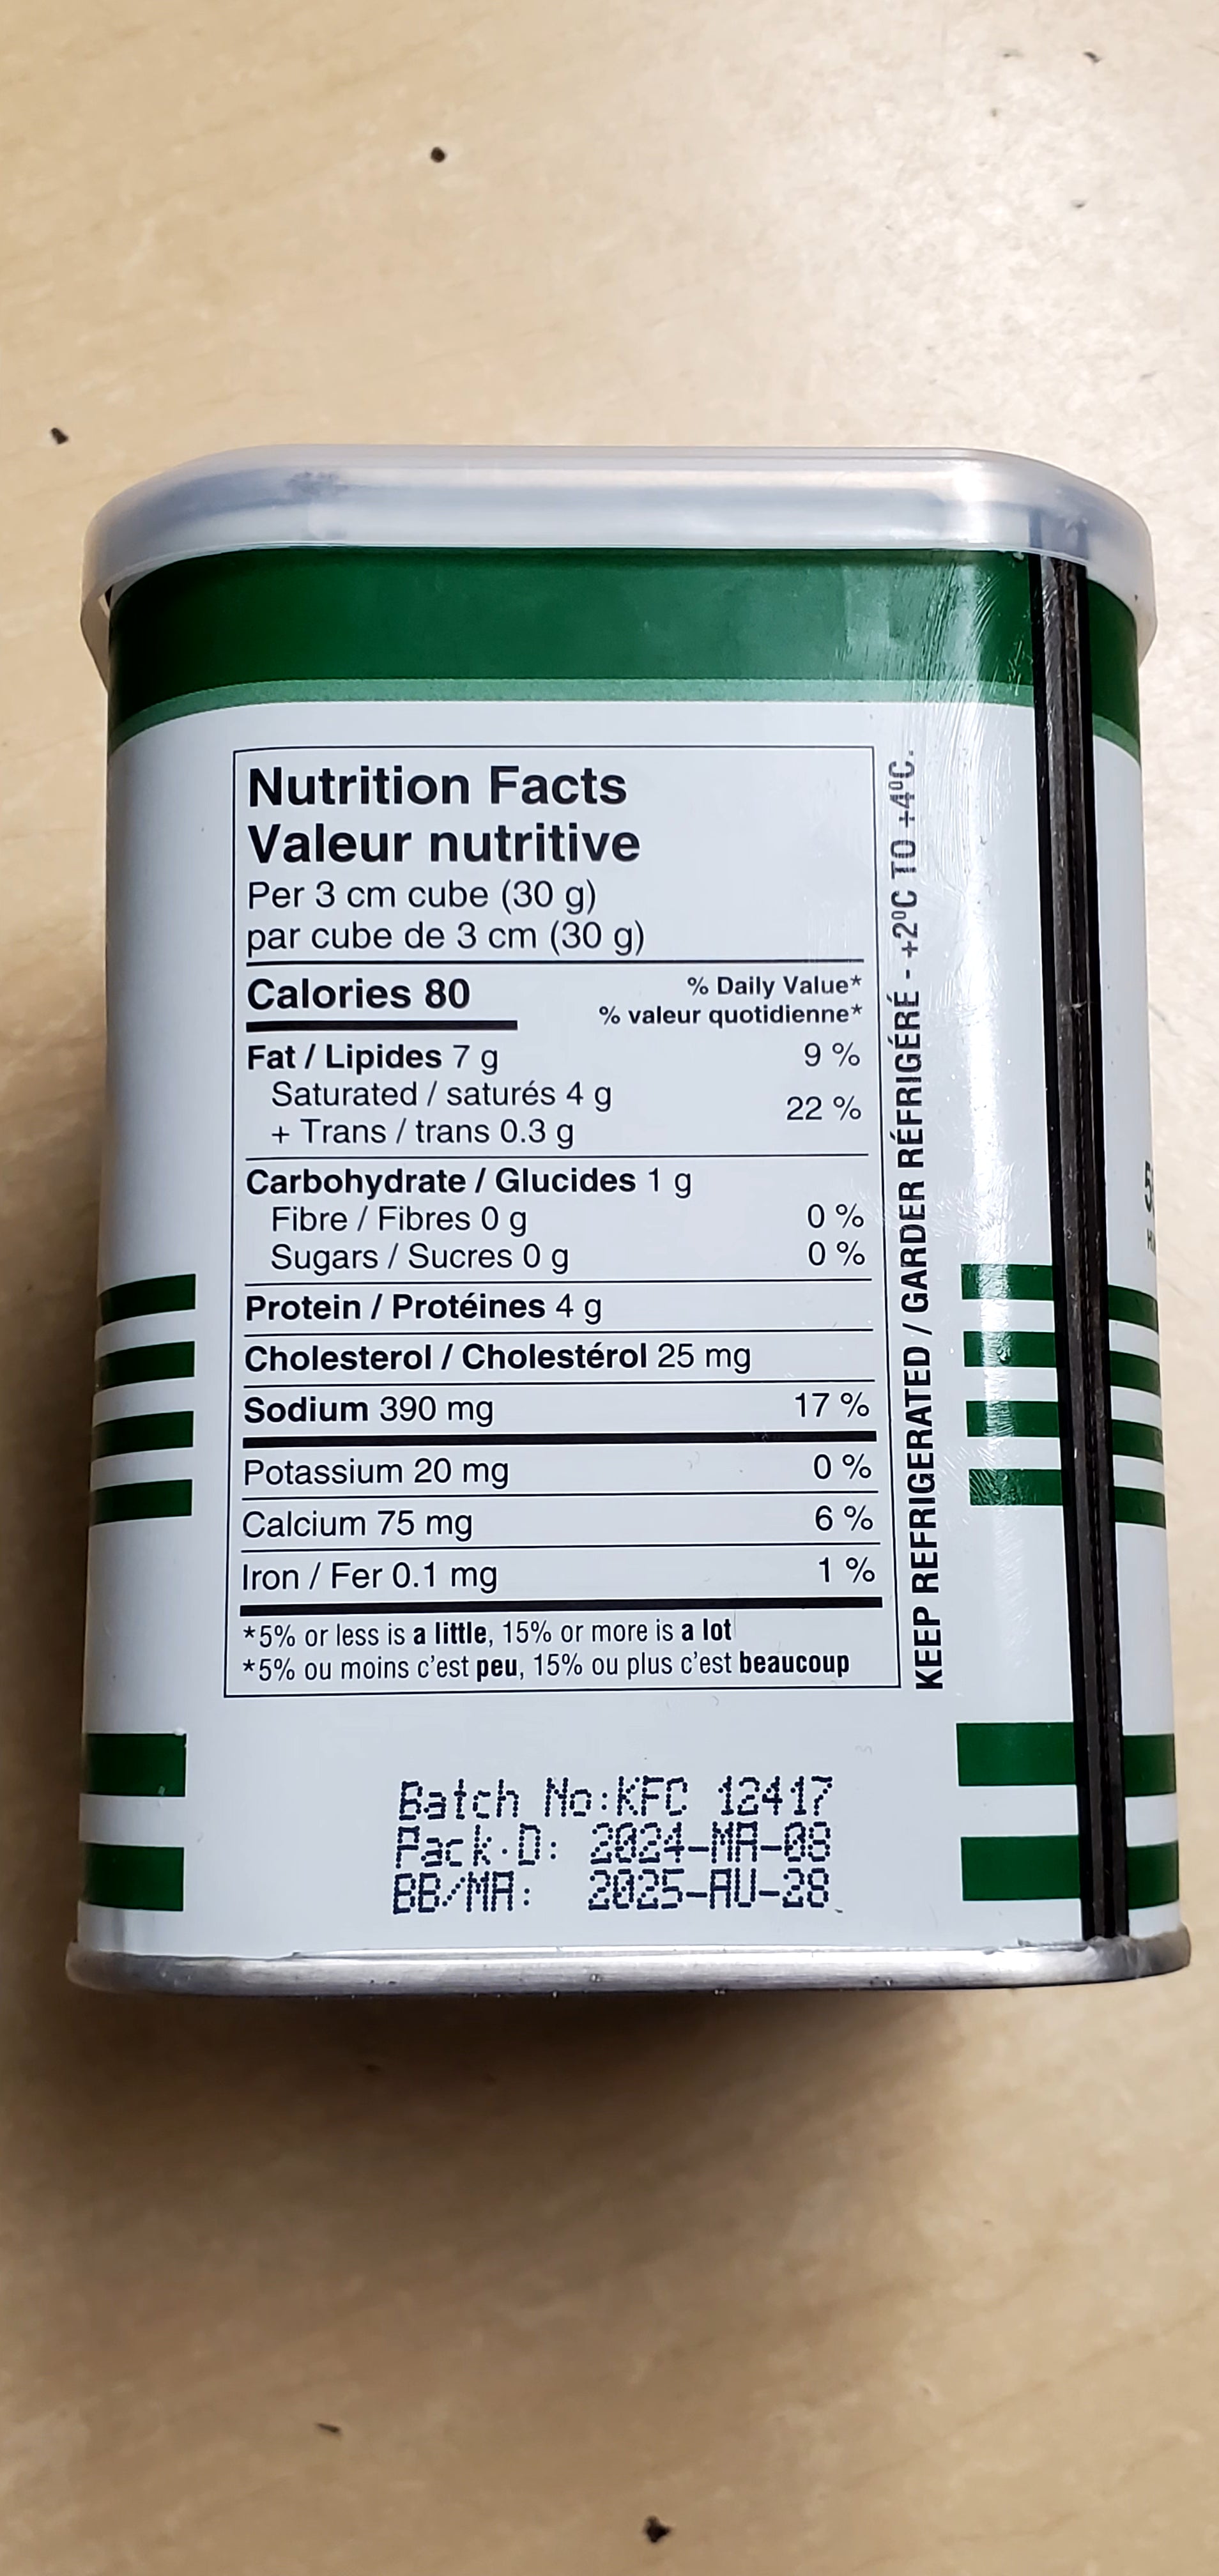 Nutrition Facts
Valeur nutritive
Per 3 cm cube (30 g)
par cube de 3 cm (30 g)
Calories 80
% Daily Value*
% valeur quotidienne*
Fat / Lipides 7 g 9 %
Saturated / saturés 4 g
+ Trans / trans 0.3 g 22 %
Carbohydrate / Glucides 1 g
Fibre / Fibres 0 g 0 %
Sugars / Sucres 0 g 0 %
Protein / Protéines 4 g
Cholesterol / Cholestérol 25 mg
Sodium 390 mg 17 %
Potassium 20 mg 0 %
Calcium 75 mg 6 %
Iron / Fer 0.1 mg 1 %
*5% or less is a little, 15% or more is a lot
*5% ou moins c'est peu, 15% ou plus c'est beaucoup
KEEP REFRIGERATED / GARDER RÉFRIGÉRÉ - +2ºC TO +4ºC.
Batch No:KFC 12417
Pack.D: 2024-MA-08
BB/MA: 2025-AU-28